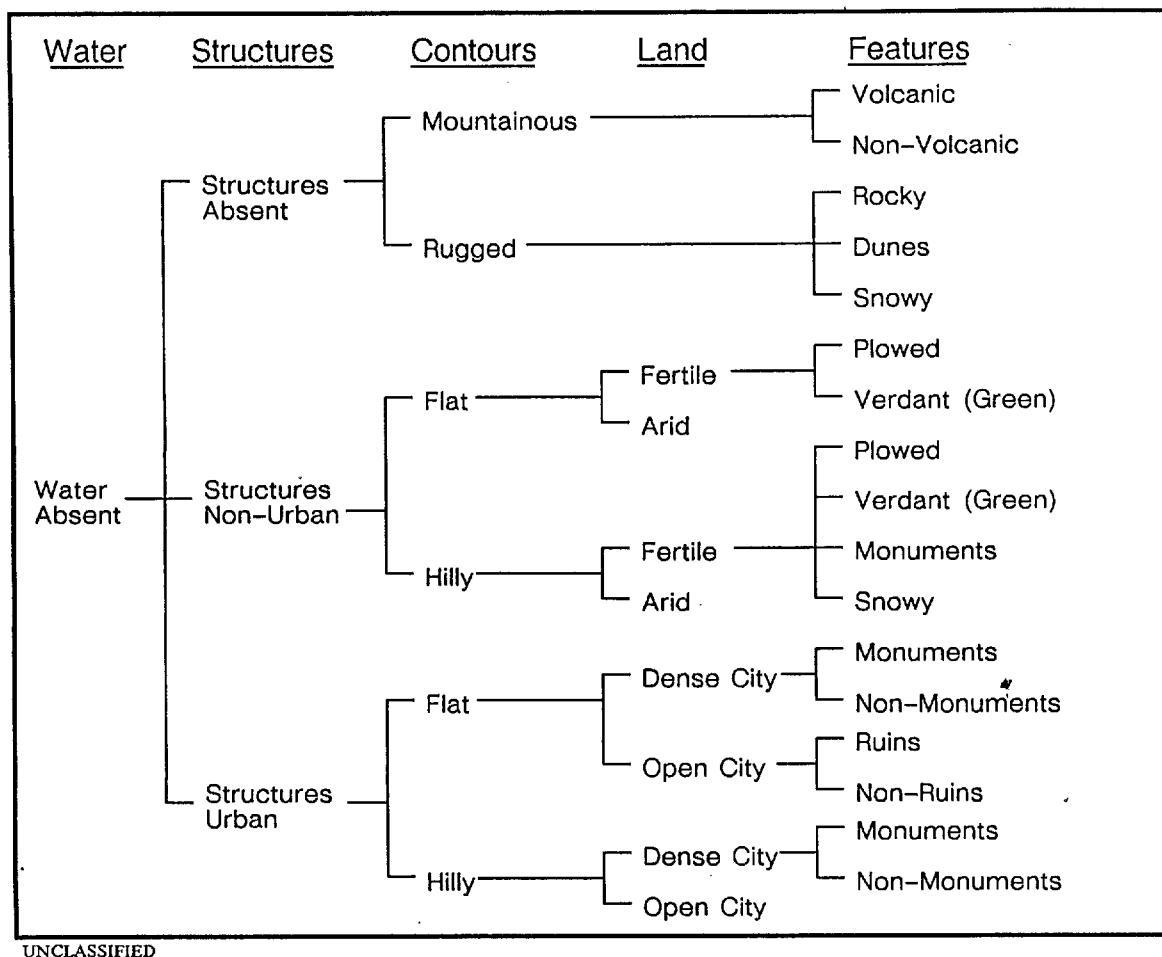 Water Structures Contours Land Features
Volcanic
Mountainous
Non-Volcanic
Structures
Absent
Rocky
Rugged
Dunes
Snowy
Plowed
Fertile
Flat
Verdant (Green)
Arid
Plowed
Water
Absent
Structures
Non-Urban
Verdant (Green)
Fertile
Monuments
Hilly
Arid
Snowy
Monuments
Dense City
Flat
Non-Monuments
Ruins
Open City
Structures
Urban
Non-Ruins
Monuments
Dense City
Hilly
Non-Monuments
Open City
UNCLASSIFIED